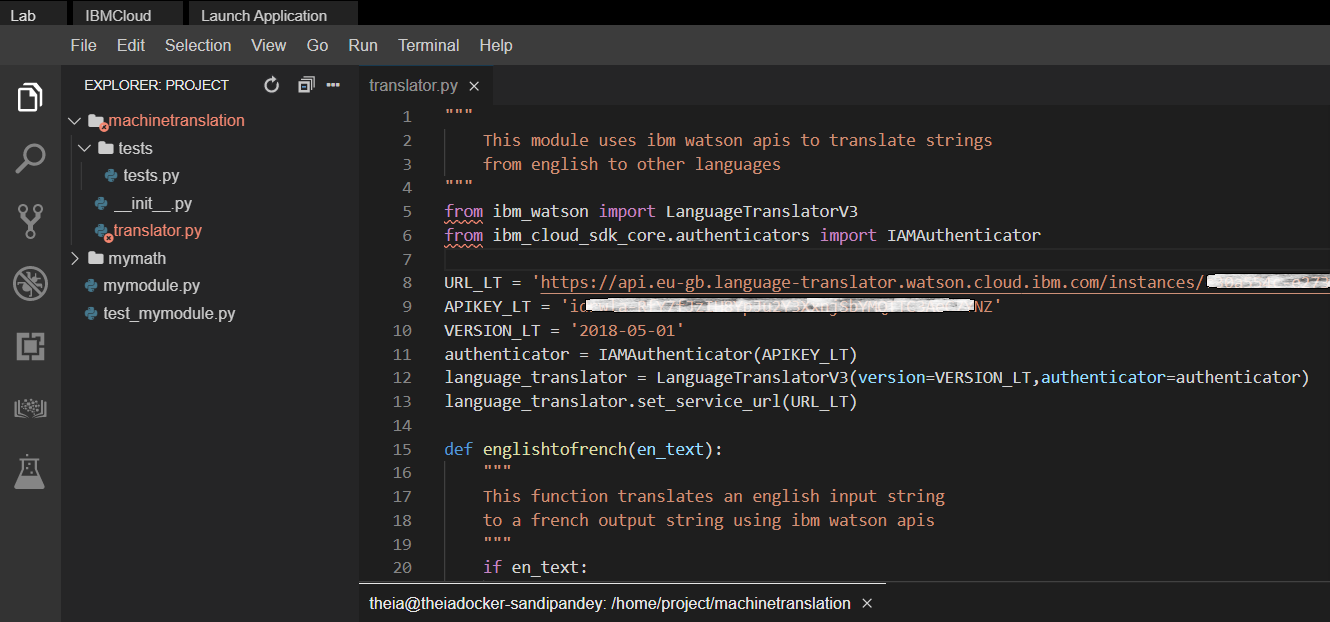 Lab IBMCloud Launch Application
File Edit Selection View Go Run Terminal Help
EXPLORER: PROJECT
machinetranslation
tests
tests.py
__init__.py
translator.py
mymath
mymodule.py
test_mymodule.py
translator.py
1 """
2 This module uses ibm watson apis to translate strings
3 from english to other languages
4 """
5 from ibm_watson import LanguageTranslatorV3
6 from ibm_cloud_sdk_core.authenticators import IAMAuthenticator
7
8 URL_LT = 'https://api.eu-gb.language-translator.watson.cloud.ibm.com/instances/
9 APIKEY_LT = 'id NZ'
10 VERSION_LT = '2018-05-01'
11 authenticator = IAMAuthenticator(APIKEY_LT)
12 language_translator = LanguageTranslatorV3(version=VERSION_LT,authenticator=authenticator)
13 language_translator.set_service_url(URL_LT)
14
15 def englishtofrench(en_text):
16 """
17 This function translates an english input string
18 to a french output string using ibm watson apis
19 """
20 if en_text:
theia@theiadocker-sandipandey: /home/project/machinetranslation